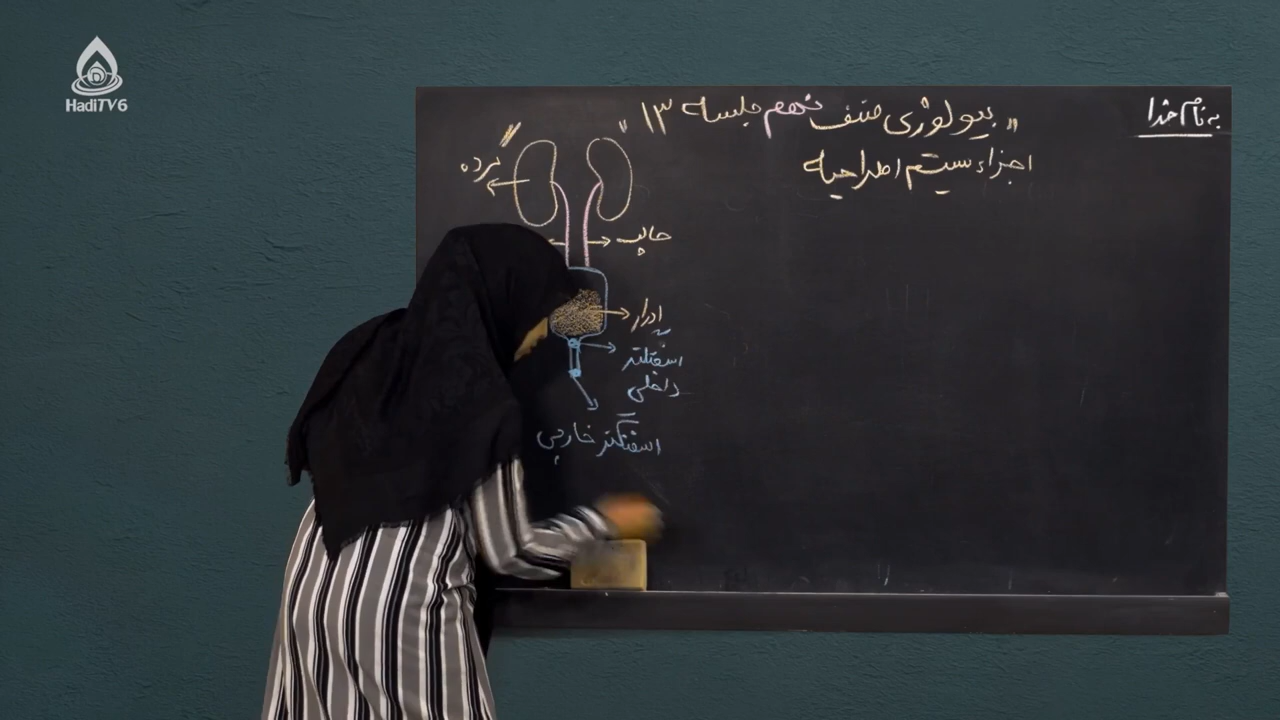 به نام خدا
"بیولوژی صنف نهم جلسه ۱۳"
اجزاء سیستم اطراحیه
گرده
حالب
ادرار
اسفنکتر
داخلی
اسفنکتر خارجی
HadiTV6